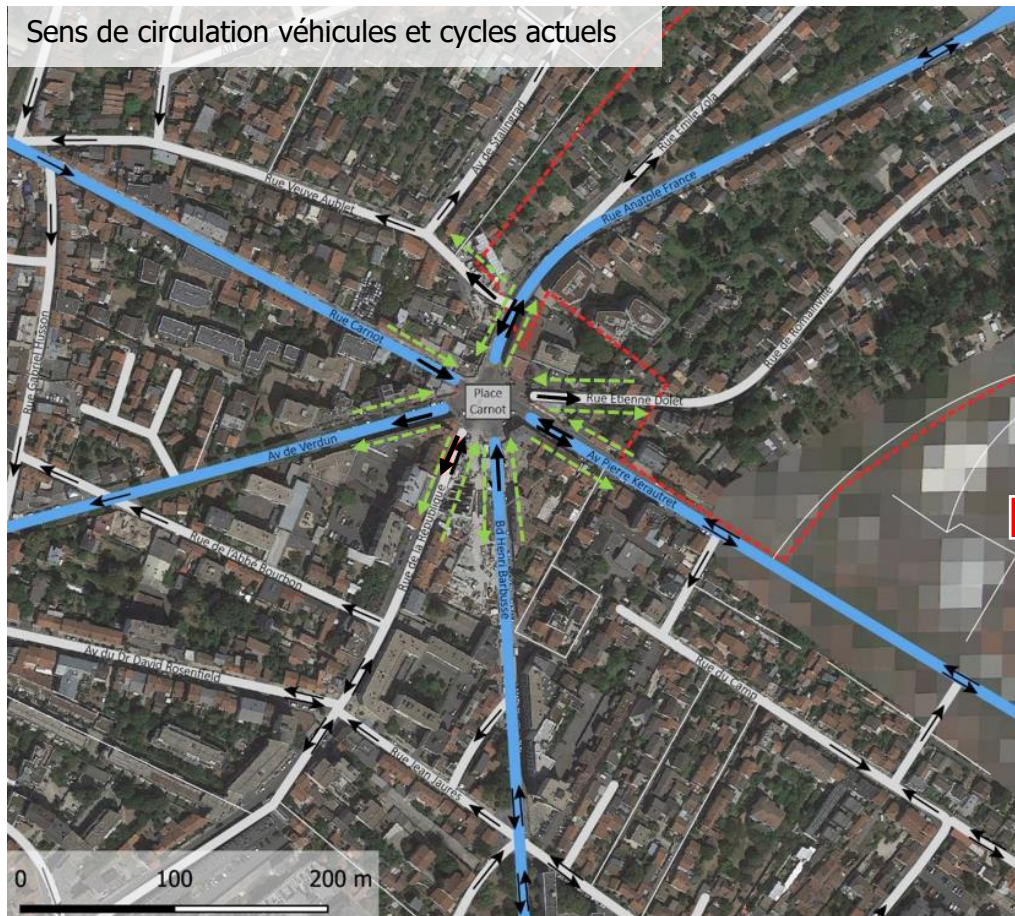 Sens de circulation véhicules et cycles actuels
Av de Stalingrad
Rue Emile Zola
Rue Veuve Aublet
Rue Anatole France
Rue Carnot
Rue Gabriel Husson
Rue de Romainville
Place
Carnot
Rue Etienne Dolet
Av de Verdun
Av Pierre Kerautret
Rue de la République
Bd Henri Barbusse
Rue de l'Abbé Bourbon
Av du Dr David Rosenfeld
Rue du Camp
Rue Jean Jaurès
0 100 200 m